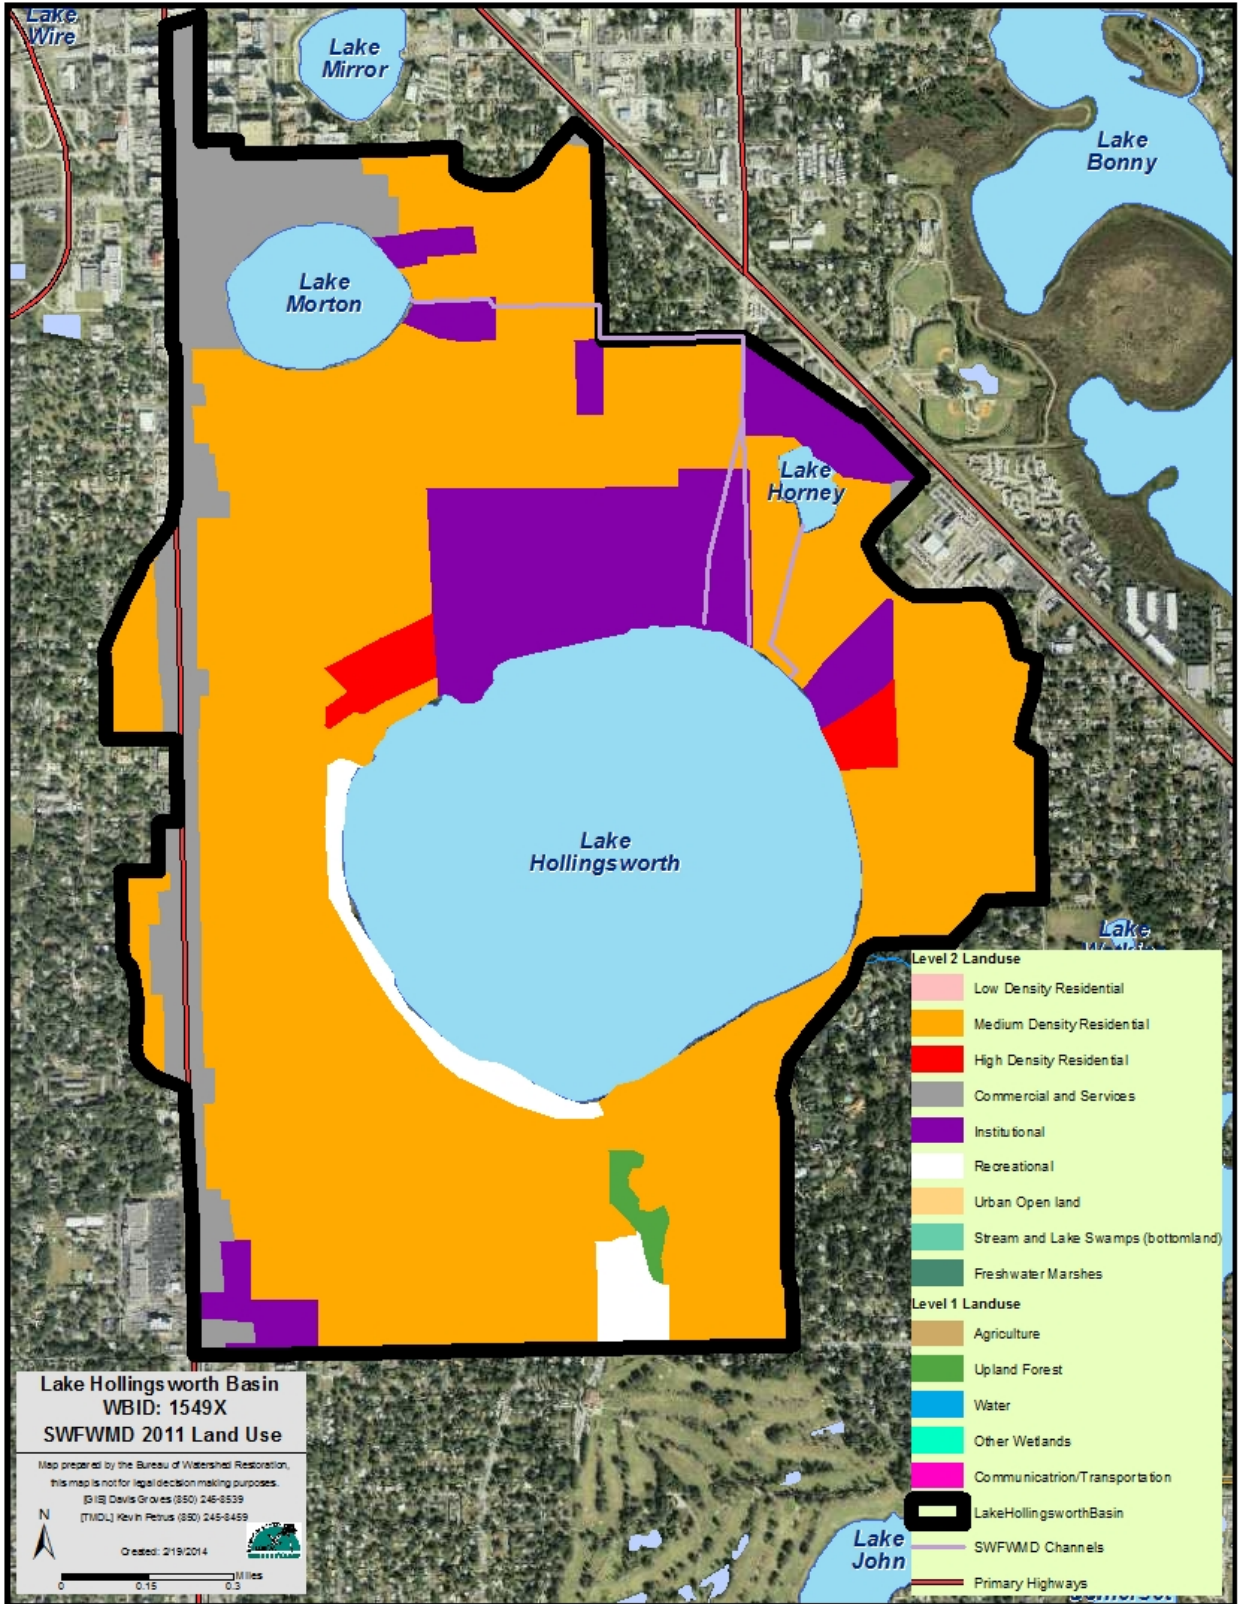 Lake
Wire
Lake
Mirror
Lake
Bonny
Lake
Morton
Lake
Horney
Lake
Hollingsworth
Lake
Level 2 Landuse
Low Density Residential
Medium Density Residential
High Density Residential
Commercial and Services
Institutional
Recreational
Urban Open land
Stream and Lake Swamps (bottomland)
Freshwater Marshes
Level 1 Landuse
Agriculture
Upland Forest
Water
Other Wetlands
Communicatrion/Transportation
LakeHollingsworthBasin
SWFWMD Channels
Primary Highways
Lake Hollingsworth Basin
WBID: 1549X
SWFWMD 2011 Land Use
Map prepared by the Bureau of Watershed Restoration,
this map is not for legal decision making purposes.
[GIS] Davis Groves (850) 245-8539
[TMDL] Kevin Petrus (850) 245-8459
N
Created: 2/19/2014
Miles
0 0.15 0.3
Lake
John